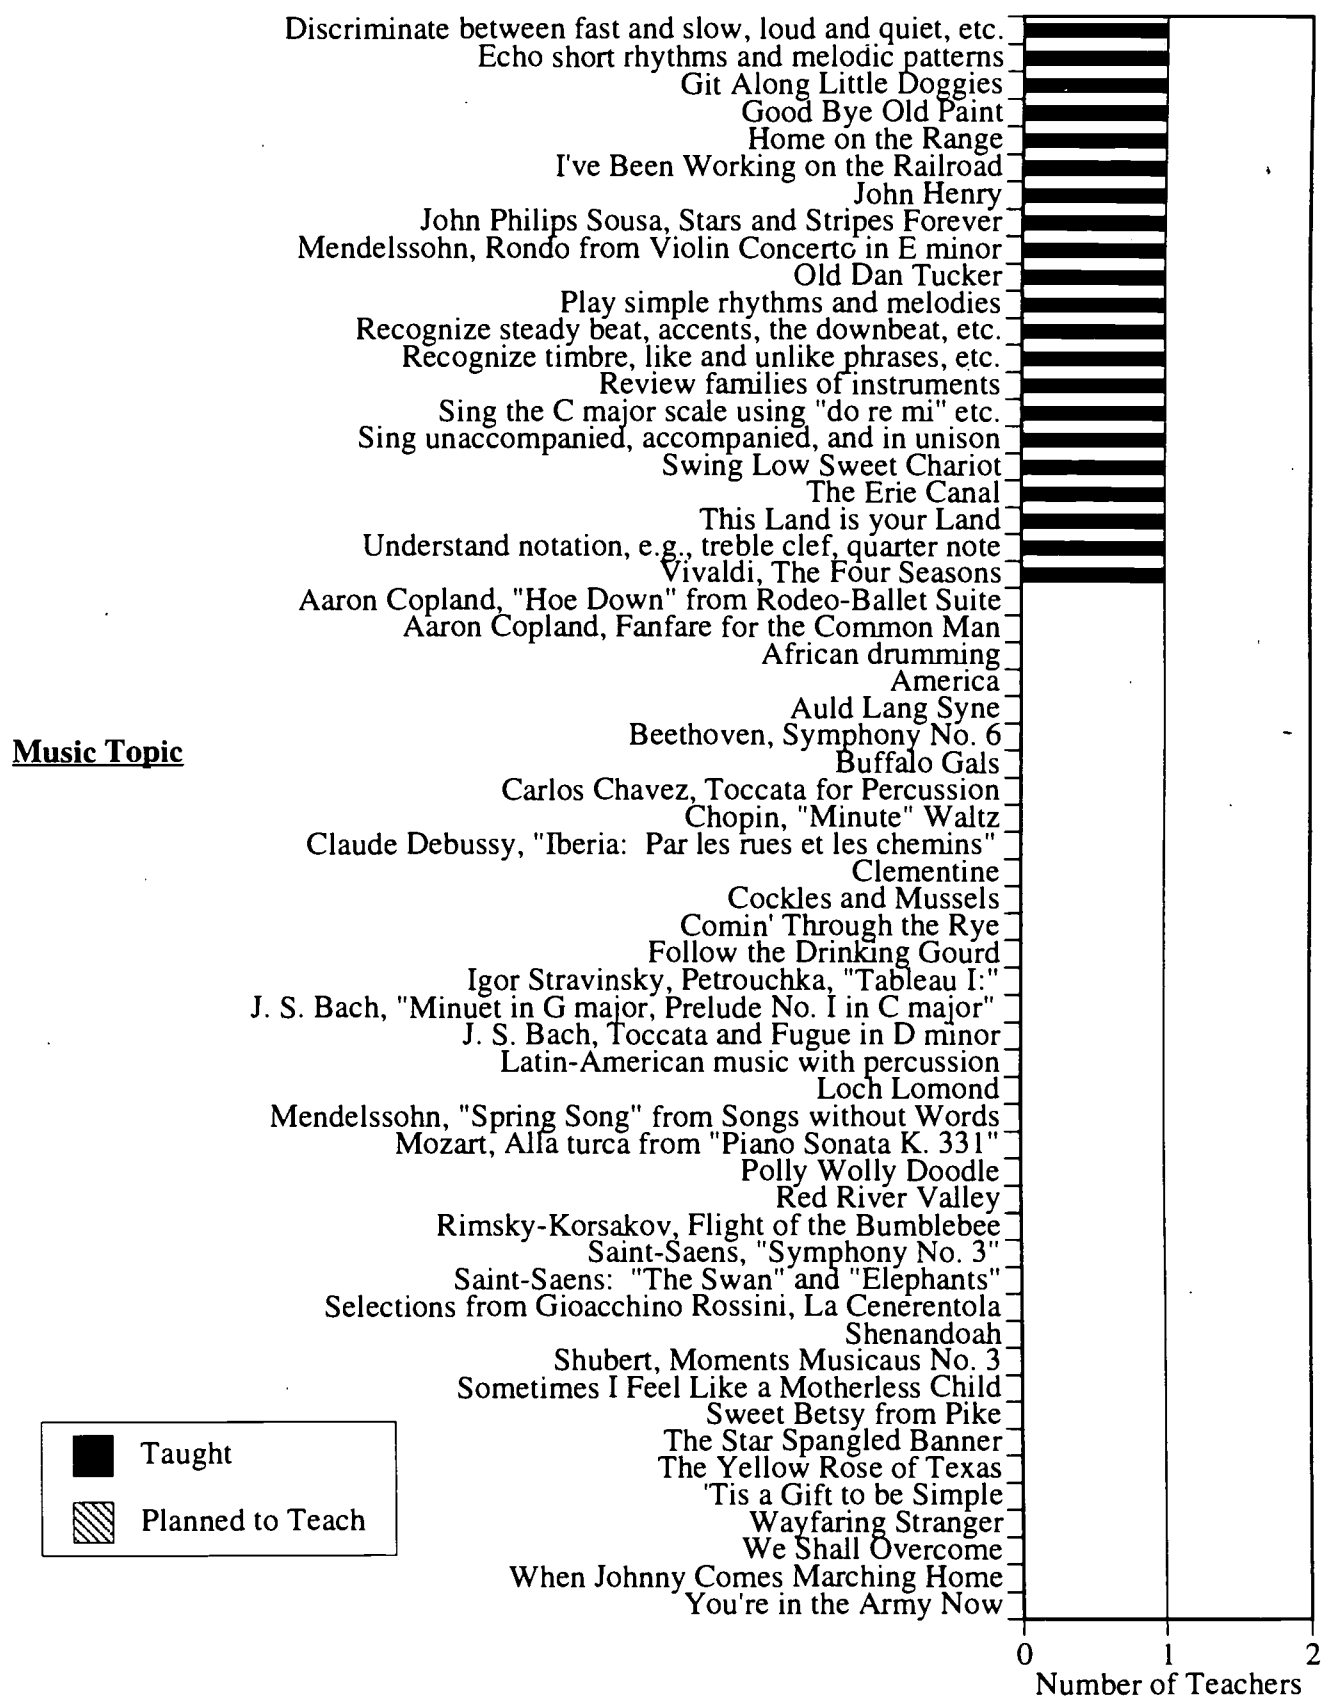 Discriminate between fast and slow, loud and quiet, etc.
Echo short rhythms and melodic patterns
Git Along Little Doggies
Good Bye Old Paint
Home on the Range
I've Been Working on the Railroad
John Henry
John Philips Sousa, Stars and Stripes Forever
Mendelssohn, Rondo from Violin Concerto in E minor
Old Dan Tucker
Play simple rhythms and melodies
Recognize steady beat, accents, the downbeat, etc.
Recognize timbre, like and unlike phrases, etc.
Review families of instruments
Sing the C major scale using "do re mi" etc.
Sing unaccompanied, accompanied, and in unison
Swing Low Sweet Chariot
The Erie Canal
This Land is your Land
Understand notation, e.g., treble clef, quarter note
Vivaldi, The Four Seasons
Aaron Copland, "Hoe Down" from Rodeo-Ballet Suite
Aaron Copland, Fanfare for the Common Man
African drumming
America
Auld Lang Syne
Beethoven, Symphony No. 6
Music Topic
Buffalo Gals
Carlos Chavez, Toccata for Percussion
Chopin, "Minute" Waltz
Claude Debussy, "Iberia: Par les rues et les chemins"
Clementine
Cockles and Mussels
Comin' Through the Rye
Follow the Drinking Gourd
Igor Stravinsky, Petrouchka, "Tableau I:"
J. S. Bach, "Minuet in G major, Prelude No. I in C major"
J. S. Bach, Toccata and Fugue in D minor
Latin-American music with percussion
Loch Lomond
Mendelssohn, "Spring Song" from Songs without Words
Mozart, Alla turca from "Piano Sonata K. 331"
Polly Wolly Doodle
Red River Valley
Rimsky-Korsakov, Flight of the Bumblebee
Saint-Saens, "Symphony No. 3"
Saint-Saens: "The Swan" and "Elephants"
Selections from Gioacchino Rossini, La Cenerentola
Shenandoah
Shubert, Moments Musicaus No. 3
Sometimes I Feel Like a Motherless Child
Sweet Betsy from Pike
The Star Spangled Banner
The Yellow Rose of Texas
'Tis a Gift to be Simple
Wayfaring Stranger
We Shall Overcome
When Johnny Comes Marching Home
You're in the Army Now
Taught
Planned to Teach
0 1 2
Number of Teachers